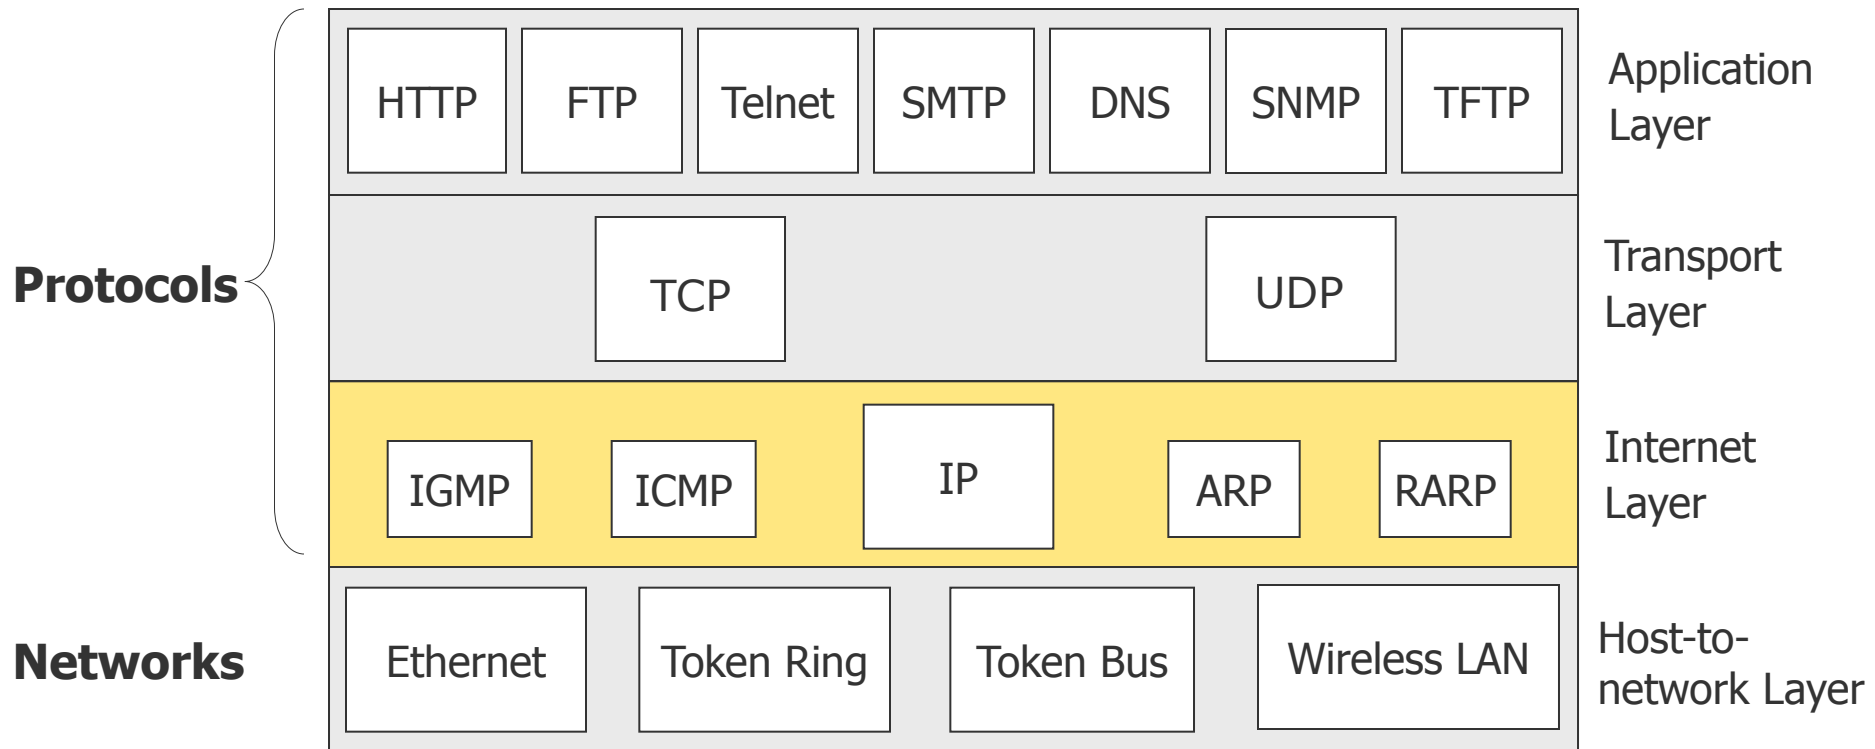 HTTP
FTP
Telnet
SMTP
DNS
SNMP
TFTP
Application
Layer
Protocols
TCP
UDP
Transport
Layer
IGMP
ICMP
IP
ARP
RARP
Internet
Layer
Networks
Ethernet
Token Ring
Token Bus
Wireless LAN
Host-to-
network Layer